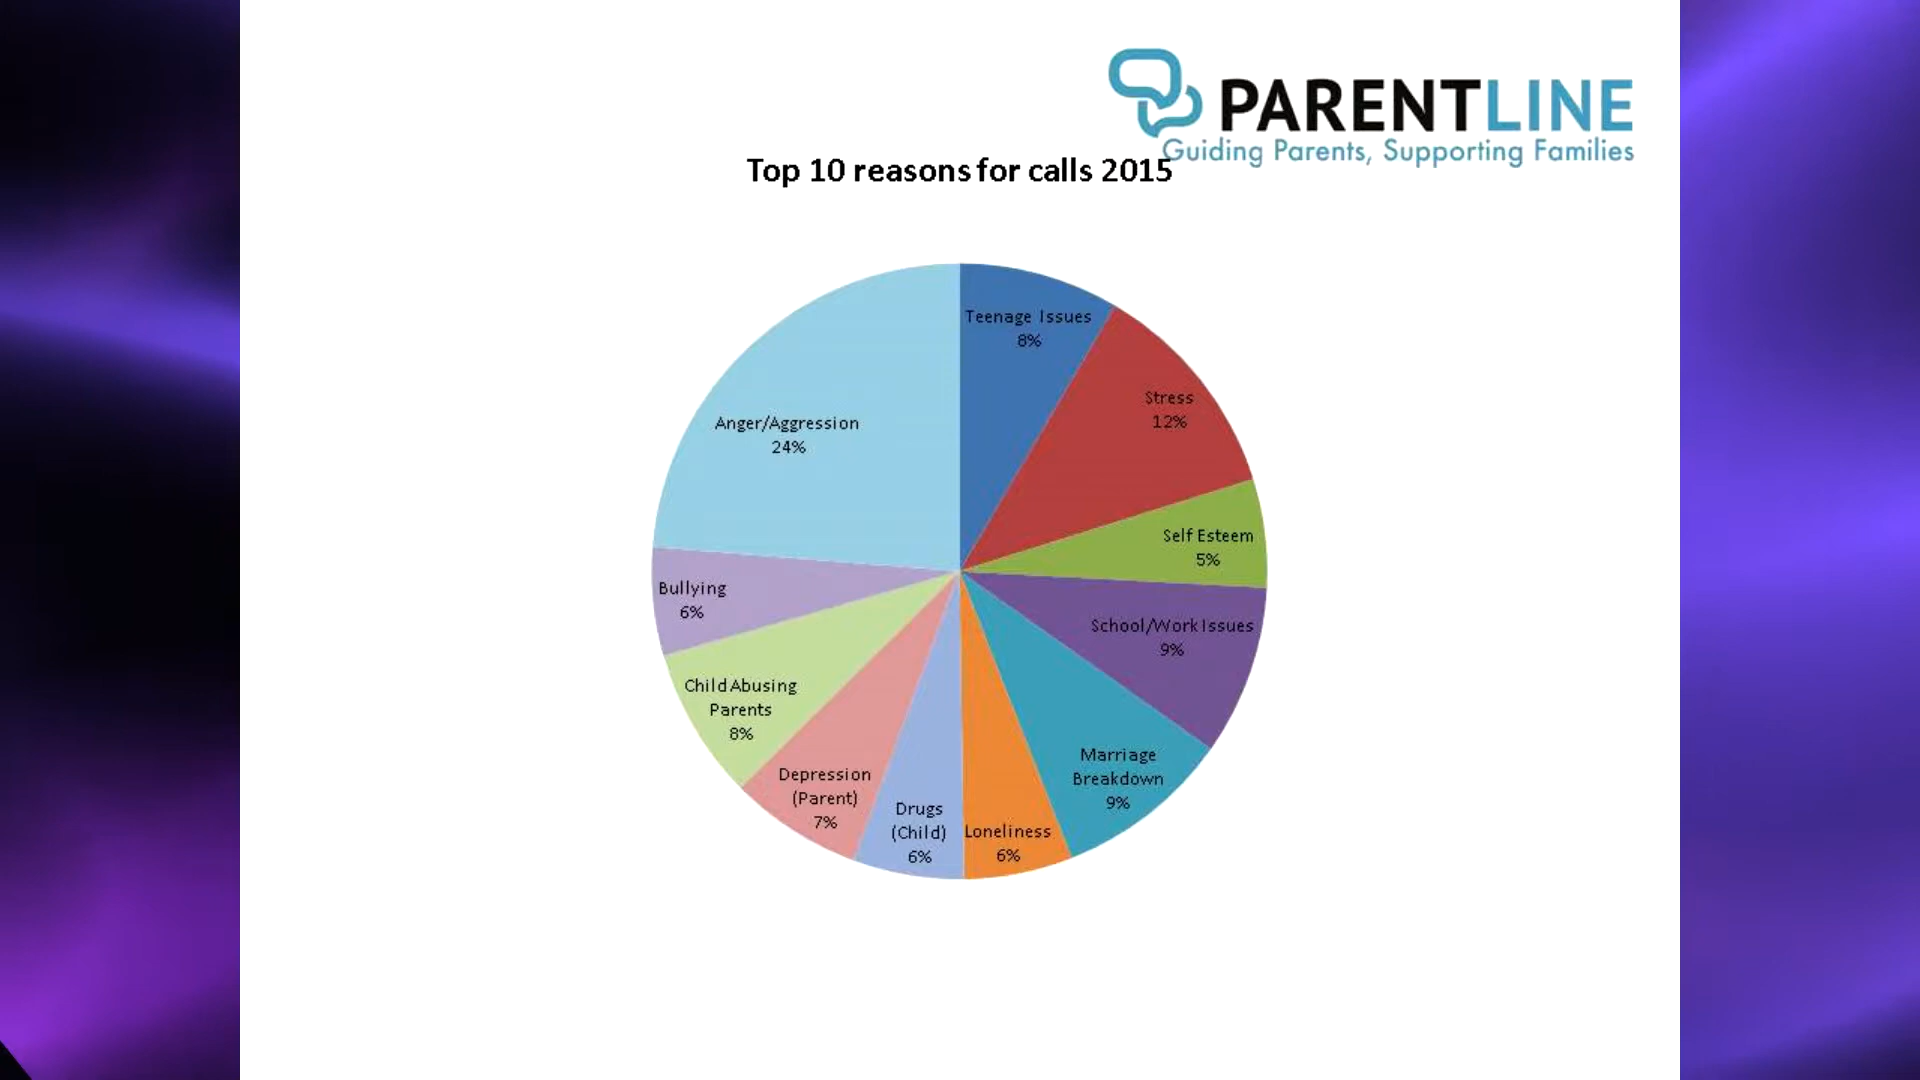 PARENTLINE
Guiding Parents, Supporting Families
Top 10 reasons for calls 2015
Teenage Issues
8%
Stress
12%
Self Esteem
5%
School/Work Issues
9%
Marriage
Breakdown
9%
Loneliness
6%
Drugs
(Child)
6%
Depression
(Parent)
7%
Child Abusing
Parents
8%
Bullying
6%
Anger/Aggression
24%